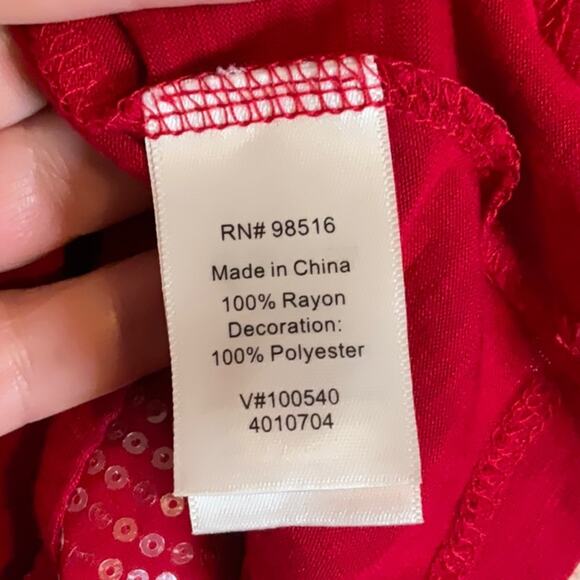 RN# 98516
Made in China
100% Rayon
Decoration:
100% Polyester
V#100540
4010704